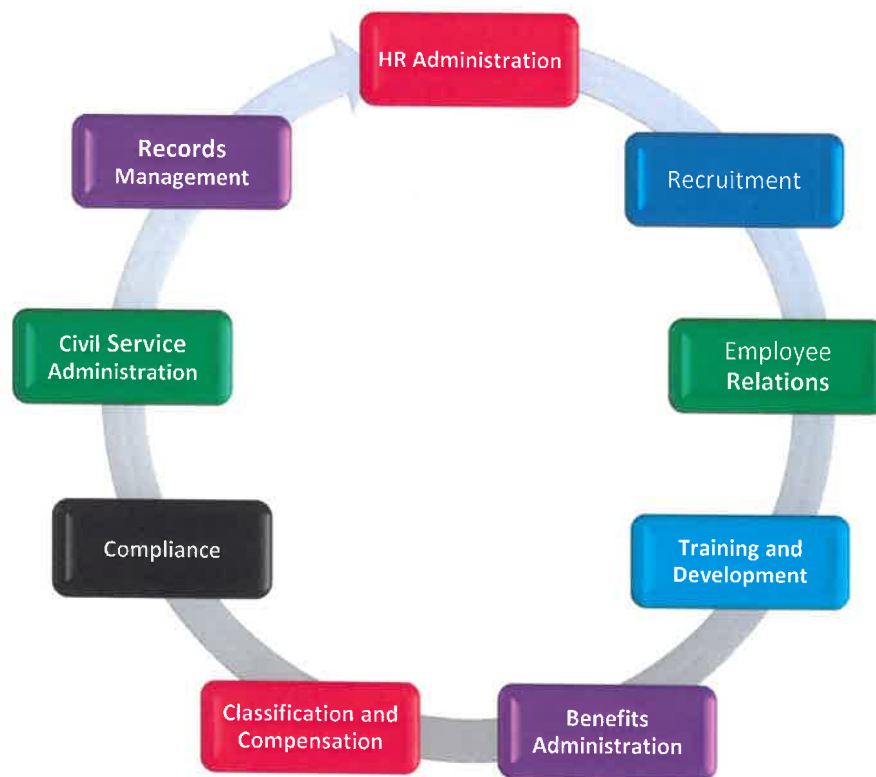 HR Administration
Recruitment
Employee
Relations
Training and
Development
Benefits
Administration
Classification and
Compensation
Compliance
Civil Service
Administration
Records
Management